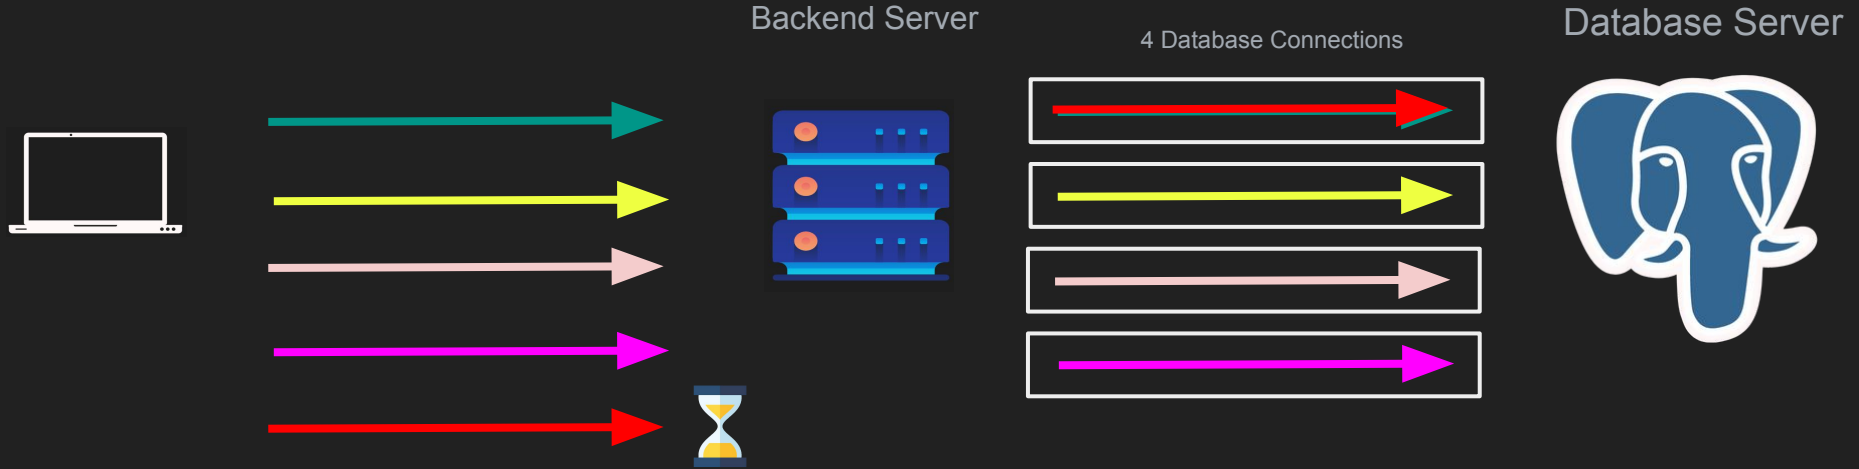 Backend Server
4 Database Connections
Database Server